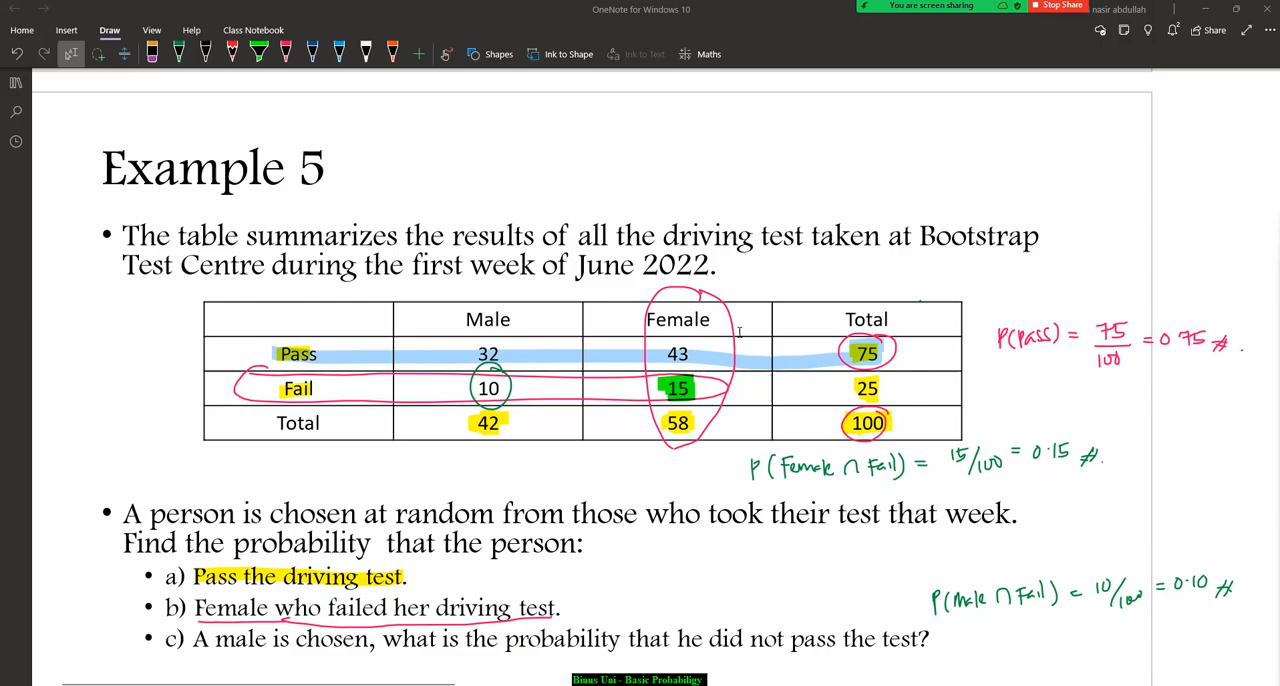 OneNote for Windows 10
You are screen sharing
Stop Share
nasir abdullah
Home
Insert
Draw
View
Help
Class Notebook
Share
Shapes
Ink to Shape
Ink to Text
Maths
Example 5
• The table summarizes the results of all the driving test taken at Bootstrap
Test Centre during the first week of June 2022.
Male Female Total
Pass 32 43 75
Fail 10 15 25
Total 42 58 100
P(Pass) = 75/100 = 0.75 #.
P(Female ∩ Fail) = 15/100 = 0.15 #.
• A person is chosen at random from those who took their test that week.
Find the probability that the person:
• a) Pass the driving test.
• b) Female who failed her driving test.
P(Male ∩ Fail) = 10/100 = 0.10 #
• c) A male is chosen, what is the probability that he did not pass the test?
Binus Uni - Basic Probabiligy